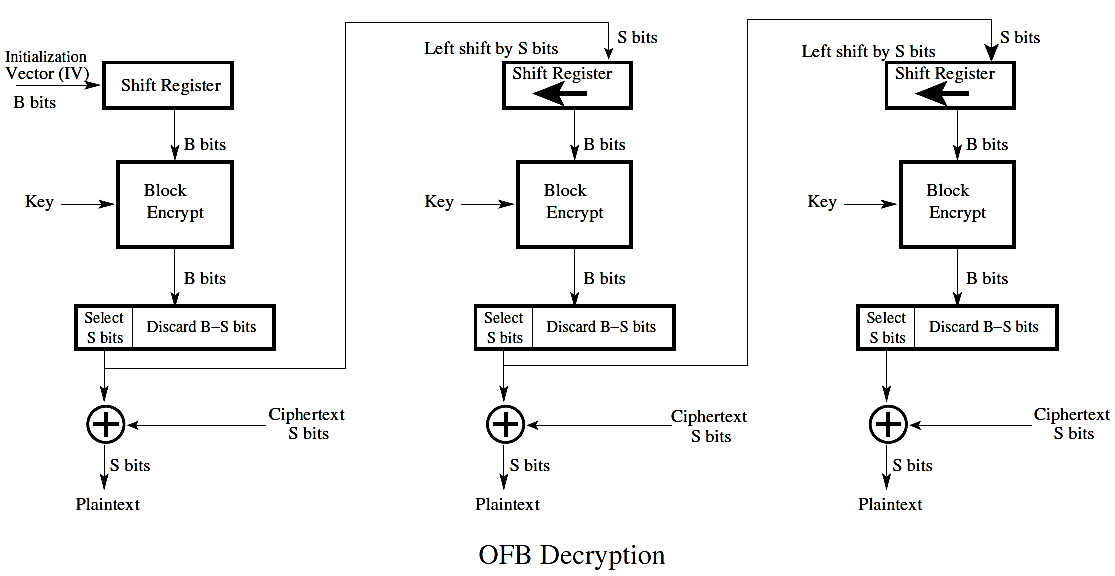 Initialization
Vector (IV)
B bits
Shift Register
B bits
Key
Block
Encrypt
B bits
Select
S bits
Discard B−S bits
Ciphertext
S bits
S bits
Plaintext
Left shift by S bits
S bits
Shift Register
B bits
Key
Block
Encrypt
B bits
Select
S bits
Discard B−S bits
Ciphertext
S bits
S bits
Plaintext
Left shift by S bits
S bits
Shift Register
B bits
Key
Block
Encrypt
B bits
Select
S bits
Discard B−S bits
Ciphertext
S bits
S bits
Plaintext
OFB Decryption